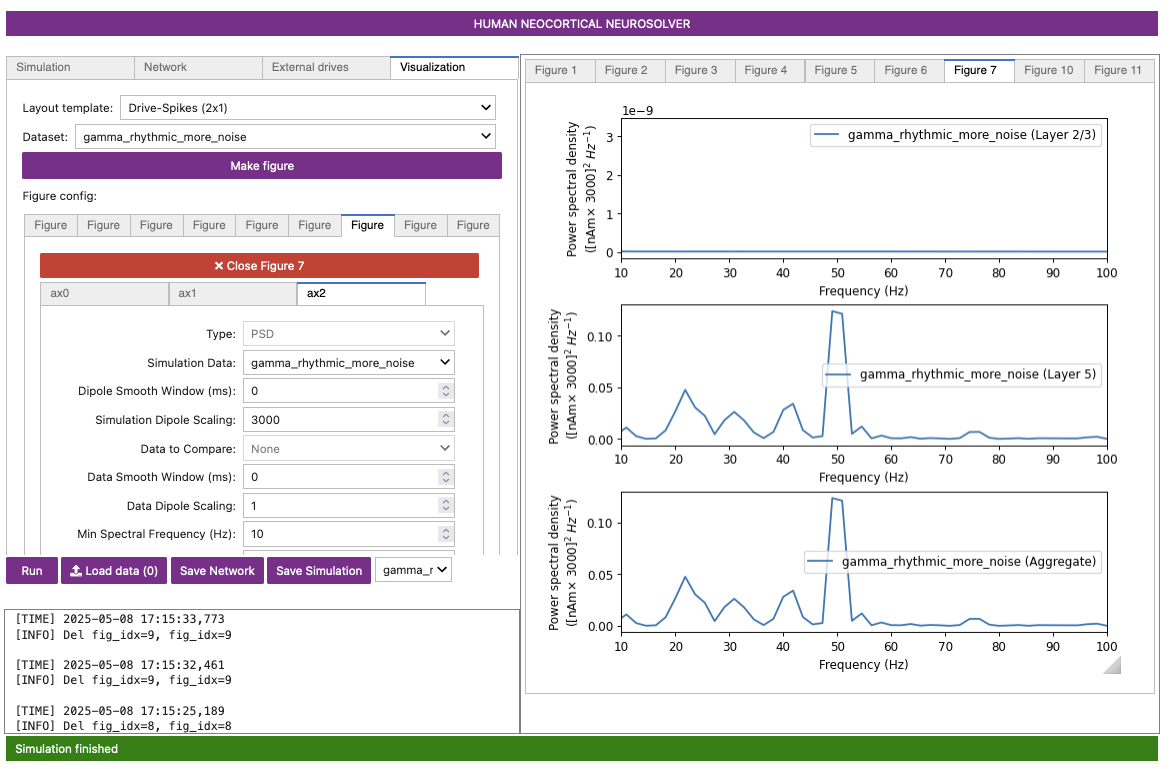 HUMAN NEOCORTICAL NEUROSOLVER
Simulation Network External drives Visualization
Layout template: Drive-Spikes (2x1)
Dataset: gamma_rhythmic_more_noise
Make figure
Figure config:
Figure Figure Figure Figure Figure Figure Figure Figure Figure
✕ Close Figure 7
ax0 ax1 ax2
Type: PSD
Simulation Data: gamma_rhythmic_more_noise
Dipole Smooth Window (ms): 0
Simulation Dipole Scaling: 3000
Data to Compare: None
Data Smooth Window (ms): 0
Data Dipole Scaling: 1
Min Spectral Frequency (Hz): 10
Run Load data (0) Save Network Save Simulation gamma_r
[TIME] 2025-05-08 17:15:33,773
[INFO] Del fig_idx=9, fig_idx=9
[TIME] 2025-05-08 17:15:32,461
[INFO] Del fig_idx=9, fig_idx=9
[TIME] 2025-05-08 17:15:25,189
[INFO] Del fig_idx=8, fig_idx=8
Figure 1 Figure 2 Figure 3 Figure 4 Figure 5 Figure 6 Figure 7 Figure 10 Figure 11
1e−9
Power spectral density
([nAm× 3000]² Hz⁻¹)
3
2
1
0
gamma_rhythmic_more_noise (Layer 2/3)
10 20 30 40 50 60 70 80 90 100
Frequency (Hz)
Power spectral density
([nAm× 3000]² Hz⁻¹)
0.10
0.05
0.00
gamma_rhythmic_more_noise (Layer 5)
10 20 30 40 50 60 70 80 90 100
Frequency (Hz)
Power spectral density
([nAm× 3000]² Hz⁻¹)
0.10
0.05
0.00
gamma_rhythmic_more_noise (Aggregate)
10 20 30 40 50 60 70 80 90 100
Frequency (Hz)
Simulation finished